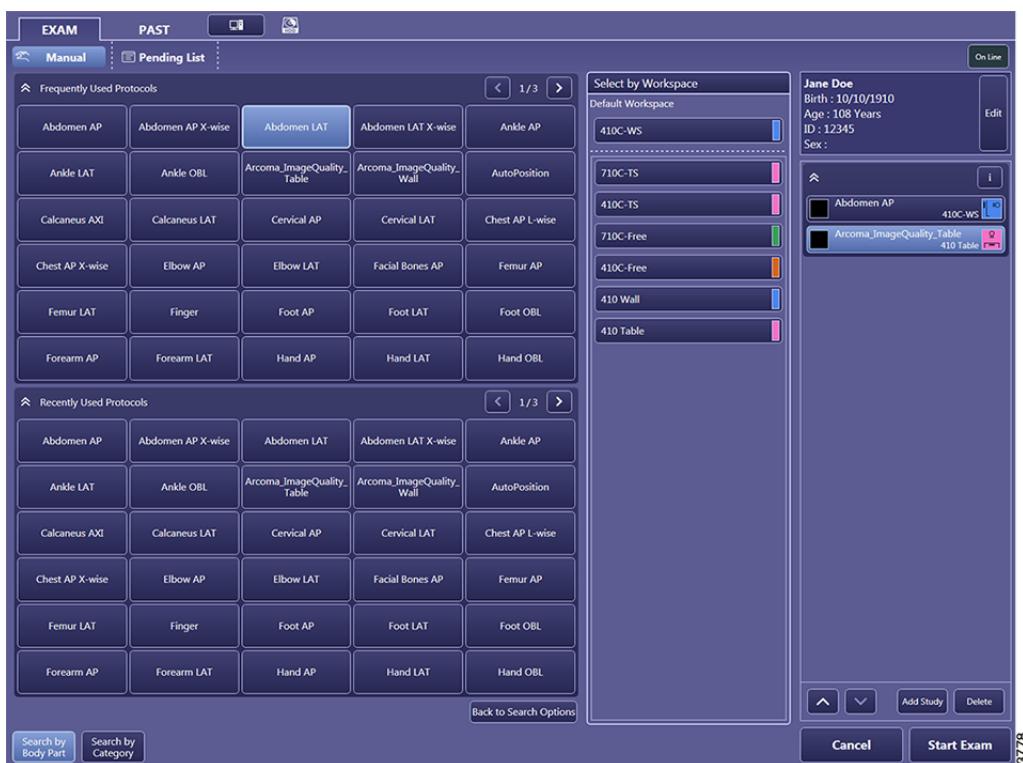 EXAM
PAST
Manual
Pending List
On Line
Frequently Used Protocols
1/3
Abdomen AP
Abdomen AP X-wise
Abdomen LAT
Abdomen LAT X-wise
Ankle AP
Ankle LAT
Ankle OBL
Arcoma_ImageQuality_
Table
Arcoma_ImageQuality_
Wall
AutoPosition
Calcaneus AXI
Calcaneus LAT
Cervical AP
Cervical LAT
Chest AP L-wise
Chest AP X-wise
Elbow AP
Elbow LAT
Facial Bones AP
Femur AP
Femur LAT
Finger
Foot AP
Foot LAT
Foot OBL
Forearm AP
Forearm LAT
Hand AP
Hand LAT
Hand OBL
Recently Used Protocols
1/3
Abdomen AP
Abdomen AP X-wise
Abdomen LAT
Abdomen LAT X-wise
Ankle AP
Ankle LAT
Ankle OBL
Arcoma_ImageQuality_
Table
Arcoma_ImageQuality_
Wall
AutoPosition
Calcaneus AXI
Calcaneus LAT
Cervical AP
Cervical LAT
Chest AP L-wise
Chest AP X-wise
Elbow AP
Elbow LAT
Facial Bones AP
Femur AP
Femur LAT
Finger
Foot AP
Foot LAT
Foot OBL
Forearm AP
Forearm LAT
Hand AP
Hand LAT
Hand OBL
Back to Search Options
Search by
Body Part
Search by
Category
Select by Workspace
Default Workspace
410C-WS
710C-TS
410C-TS
710C-Free
410C-Free
410 Wall
410 Table
Jane Doe
Birth : 10/10/1910
Age : 108 Years
ID : 12345
Sex :
Edit
i
Abdomen AP
410C-WS
Arcoma_ImageQuality_Table
410 Table
Add Study
Delete
Cancel
Start Exam